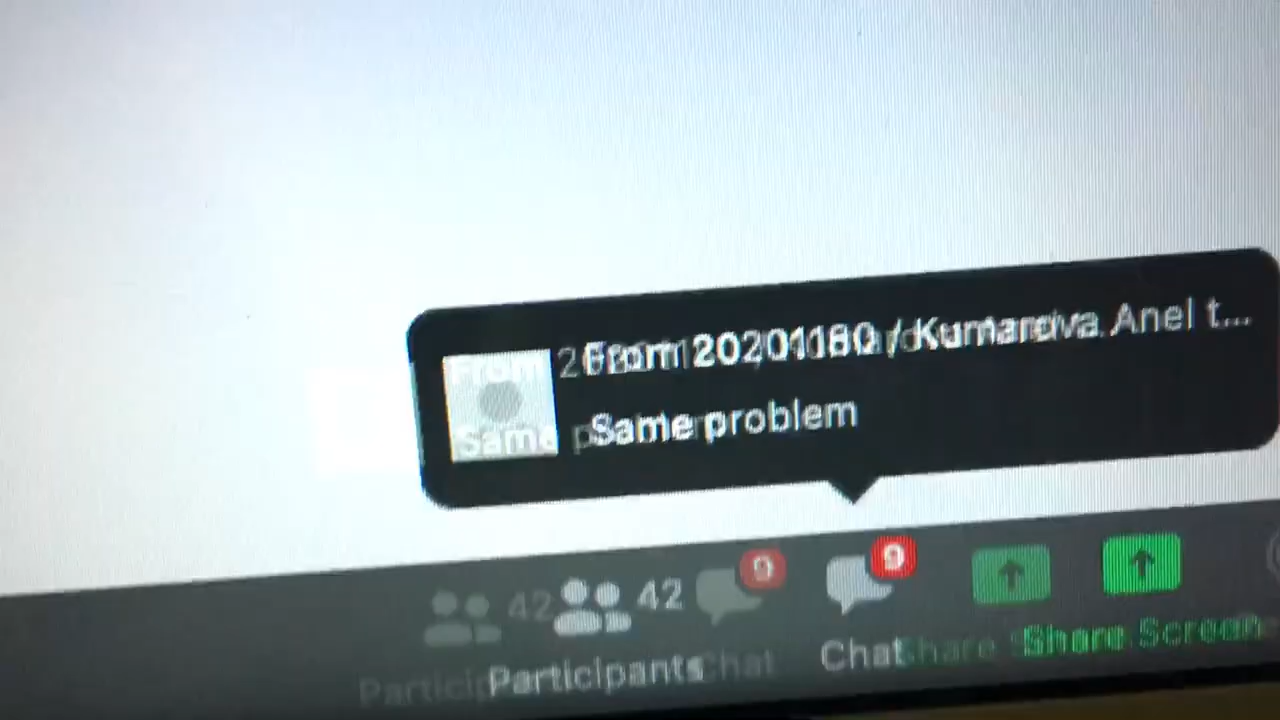 From 20201180 / Kumarova Anel t...
Same problem
42
9
Participants
Chat
Share Screen